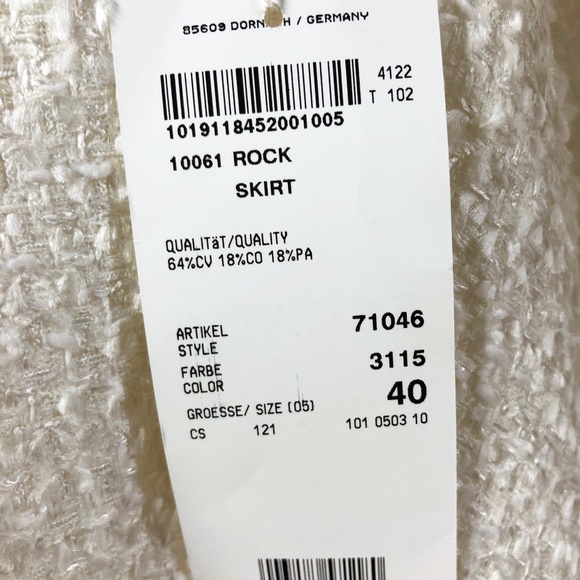 85609 DORNACH / GERMANY
4122
T 102
1019118452001005
10061 ROCK
SKIRT
QUALITäT/QUALITY
64%CV 18%CO 18%PA
ARTIKEL 71046
STYLE
FARBE 3115
COLOR
GROESSE/ SIZE (05) 40
CS 121 101 0503 10